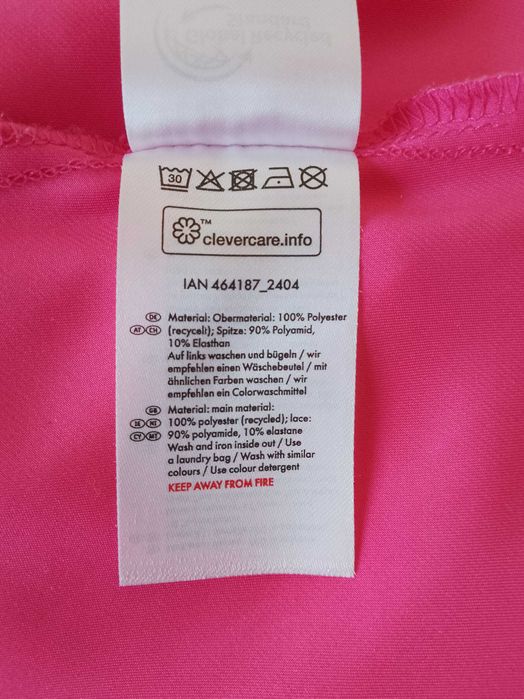 Standard
Global Recycled
30
™
clevercare.info
IAN 464187_2404
DE Material: Obermaterial: 100% Polyester
AT CH (recycelt); Spitze: 90% Polyamid,
10% Elasthan
Auf links waschen und bügeln / wir
empfehlen einen Wäschebeutel / mit
ähnlichen Farben waschen / wir
empfehlen ein Colorwaschmittel
GB Material: main material:
IE NI 100% polyester (recycled); lace:
CY MT 90% polyamide, 10% elastane
Wash and iron inside out / Use
a laundry bag / Wash with similar
colours / Use colour detergent
KEEP AWAY FROM FIRE